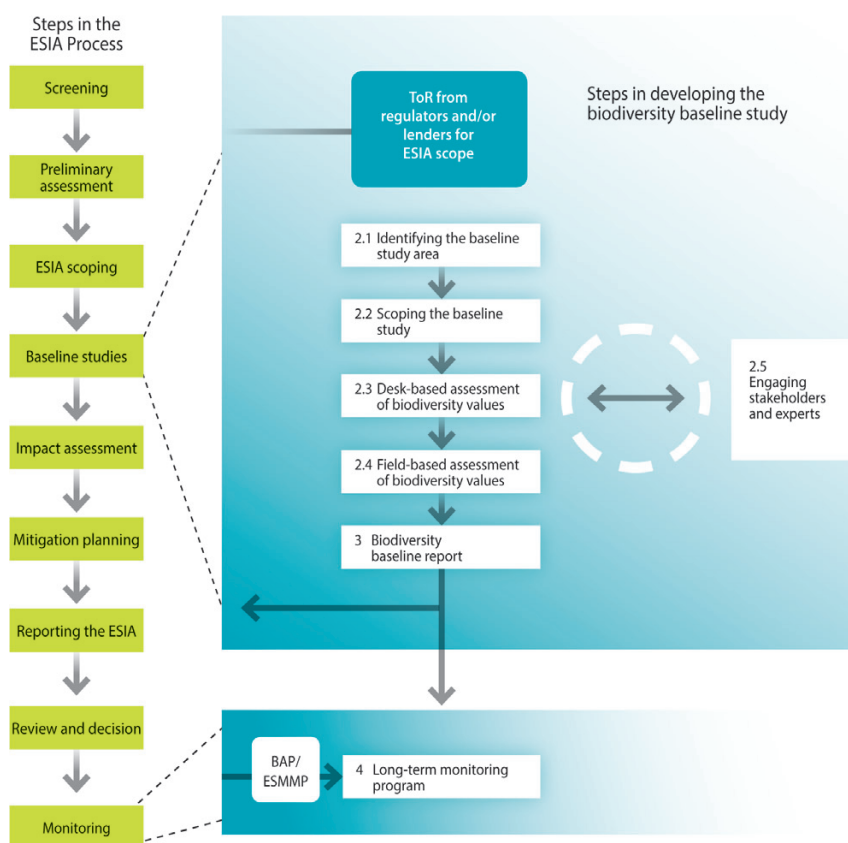 Steps in the
ESIA Process
Screening
Preliminary
assessment
ESIA scoping
Baseline studies
Impact assessment
Mitigation planning
Reporting the ESIA
Review and decision
Monitoring
ToR from
regulators and/or
lenders for
ESIA scope
Steps in developing the
biodiversity baseline study
2.1 Identifying the baseline
study area
2.2 Scoping the baseline
study
2.3 Desk-based assessment
of biodiversity values
2.4 Field-based assessment
of biodiversity values
3 Biodiversity
baseline report
2.5
Engaging
stakeholders
and experts
BAP/
ESMMP
4 Long-term monitoring
program